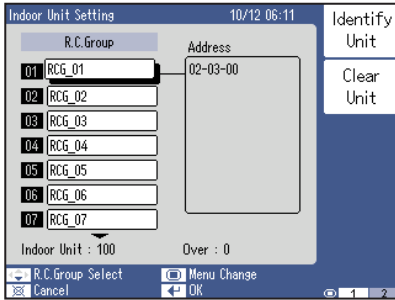 Indoor Unit Setting 10/12 06:11
Identify
Unit
Clear
Unit
R.C.Group
Address
01 RCG_01
02-03-00
02 RCG_02
03 RCG_03
04 RCG_04
05 RCG_05
06 RCG_06
07 RCG_07
Indoor Unit : 100 Over : 0
R.C.Group Select Menu Change
Cancel OK
1 2